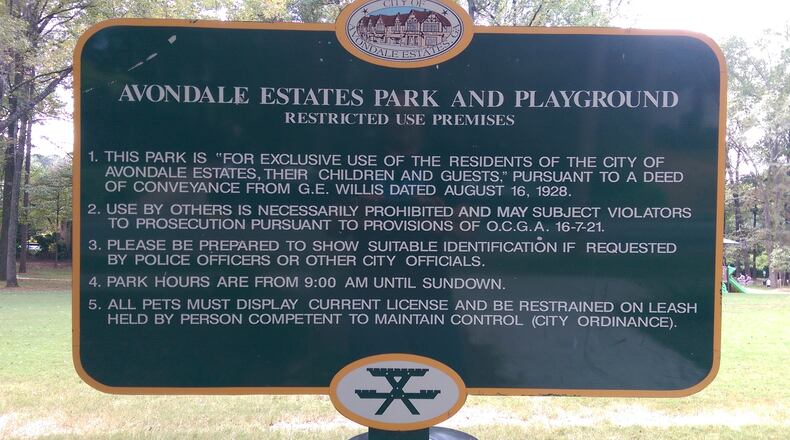 CITY OF
AVONDALE ESTATES, GA
AVONDALE ESTATES PARK AND PLAYGROUND
RESTRICTED USE PREMISES
1. THIS PARK IS "FOR EXCLUSIVE USE OF THE RESIDENTS OF THE CITY OF
AVONDALE ESTATES, THEIR CHILDREN AND GUESTS," PURSUANT TO A DEED
OF CONVEYANCE FROM G.E. WILLIS DATED AUGUST 16, 1928.
2. USE BY OTHERS IS NECESSARILY PROHIBITED AND MAY SUBJECT VIOLATORS
TO PROSECUTION PURSUANT TO PROVISIONS OF O.C.G.A. 16-7-21.
3. PLEASE BE PREPARED TO SHOW SUITABLE IDENTIFICATION IF REQUESTED
BY POLICE OFFICERS OR OTHER CITY OFFICIALS.
4. PARK HOURS ARE FROM 9:00 AM UNTIL SUNDOWN.
5. ALL PETS MUST DISPLAY CURRENT LICENSE AND BE RESTRAINED ON LEASH
HELD BY PERSON COMPETENT TO MAINTAIN CONTROL (CITY ORDINANCE).